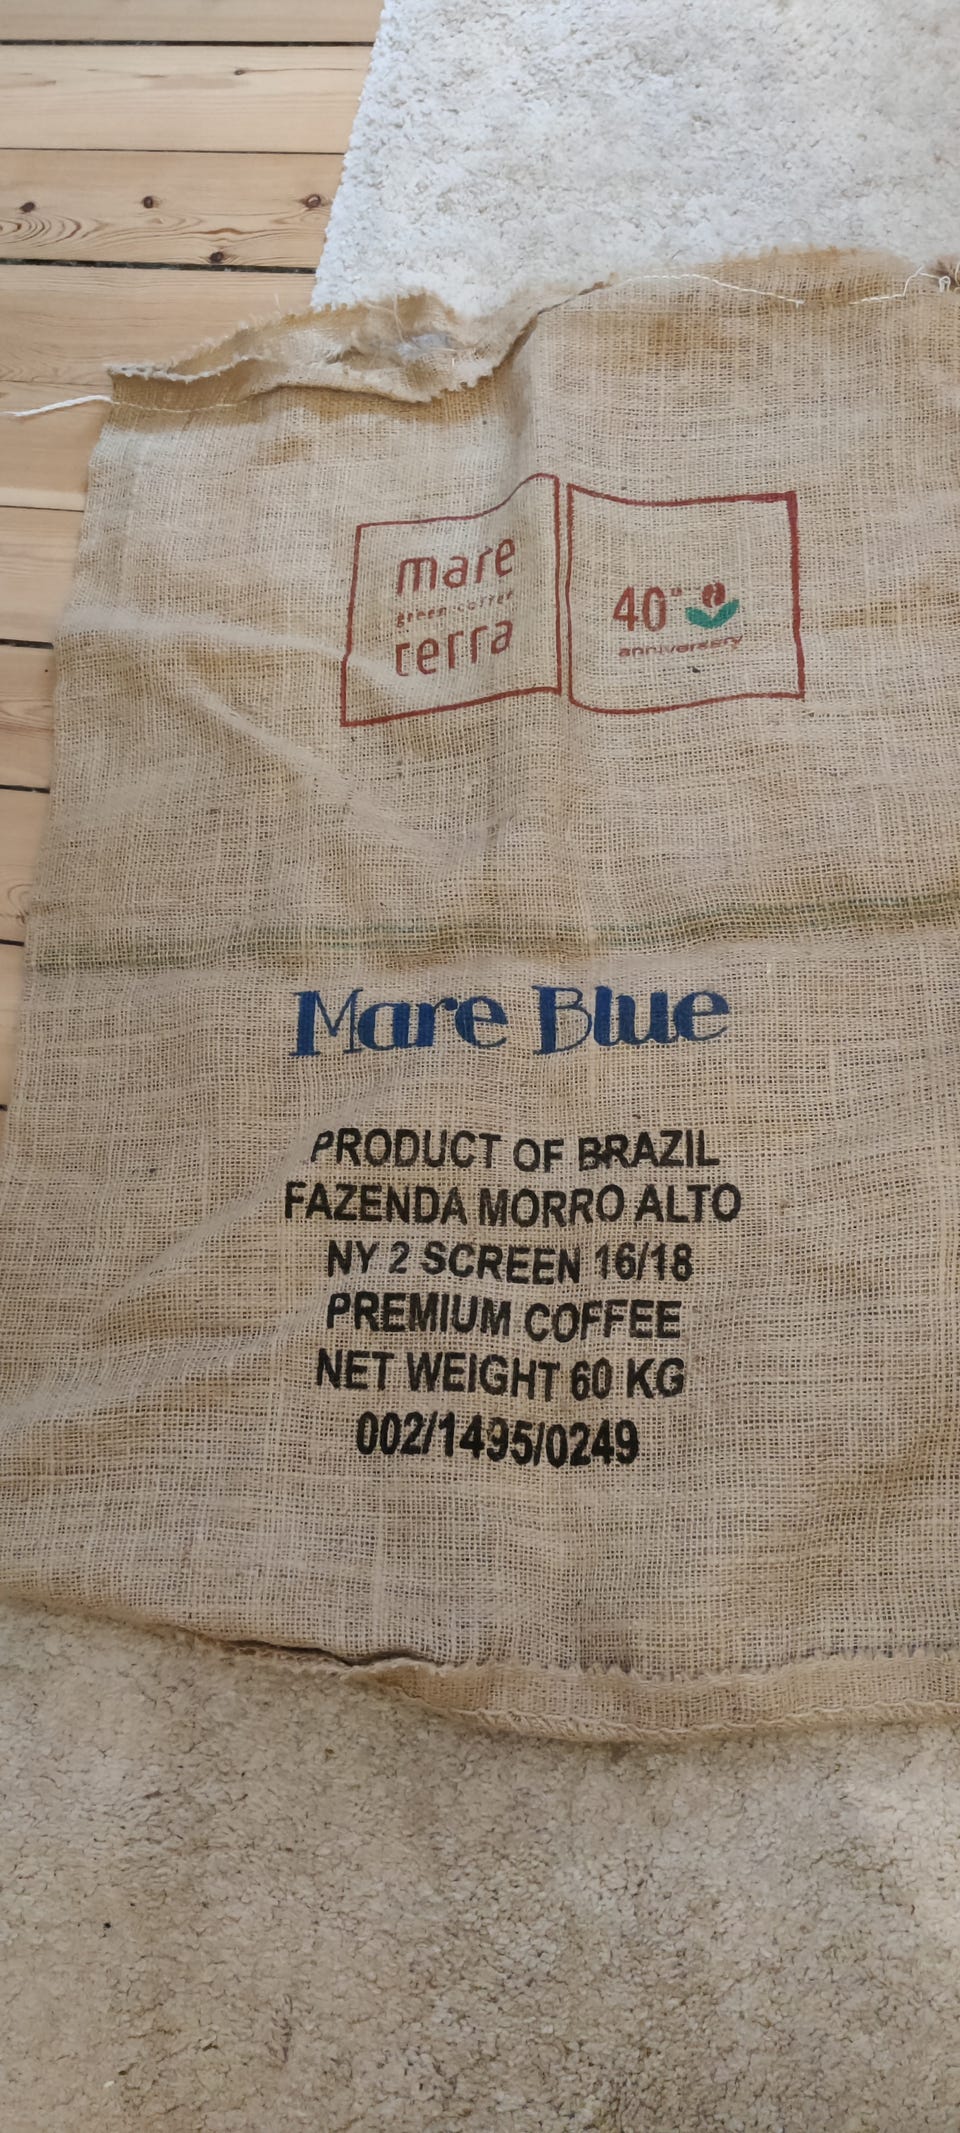 mare
green coffee
terra
40th
anniversary
Mare Blue
PRODUCT OF BRAZIL
FAZENDA MORRO ALTO
NY 2 SCREEN 16/18
PREMIUM COFFEE
NET WEIGHT 60 KG
002/1495/0249